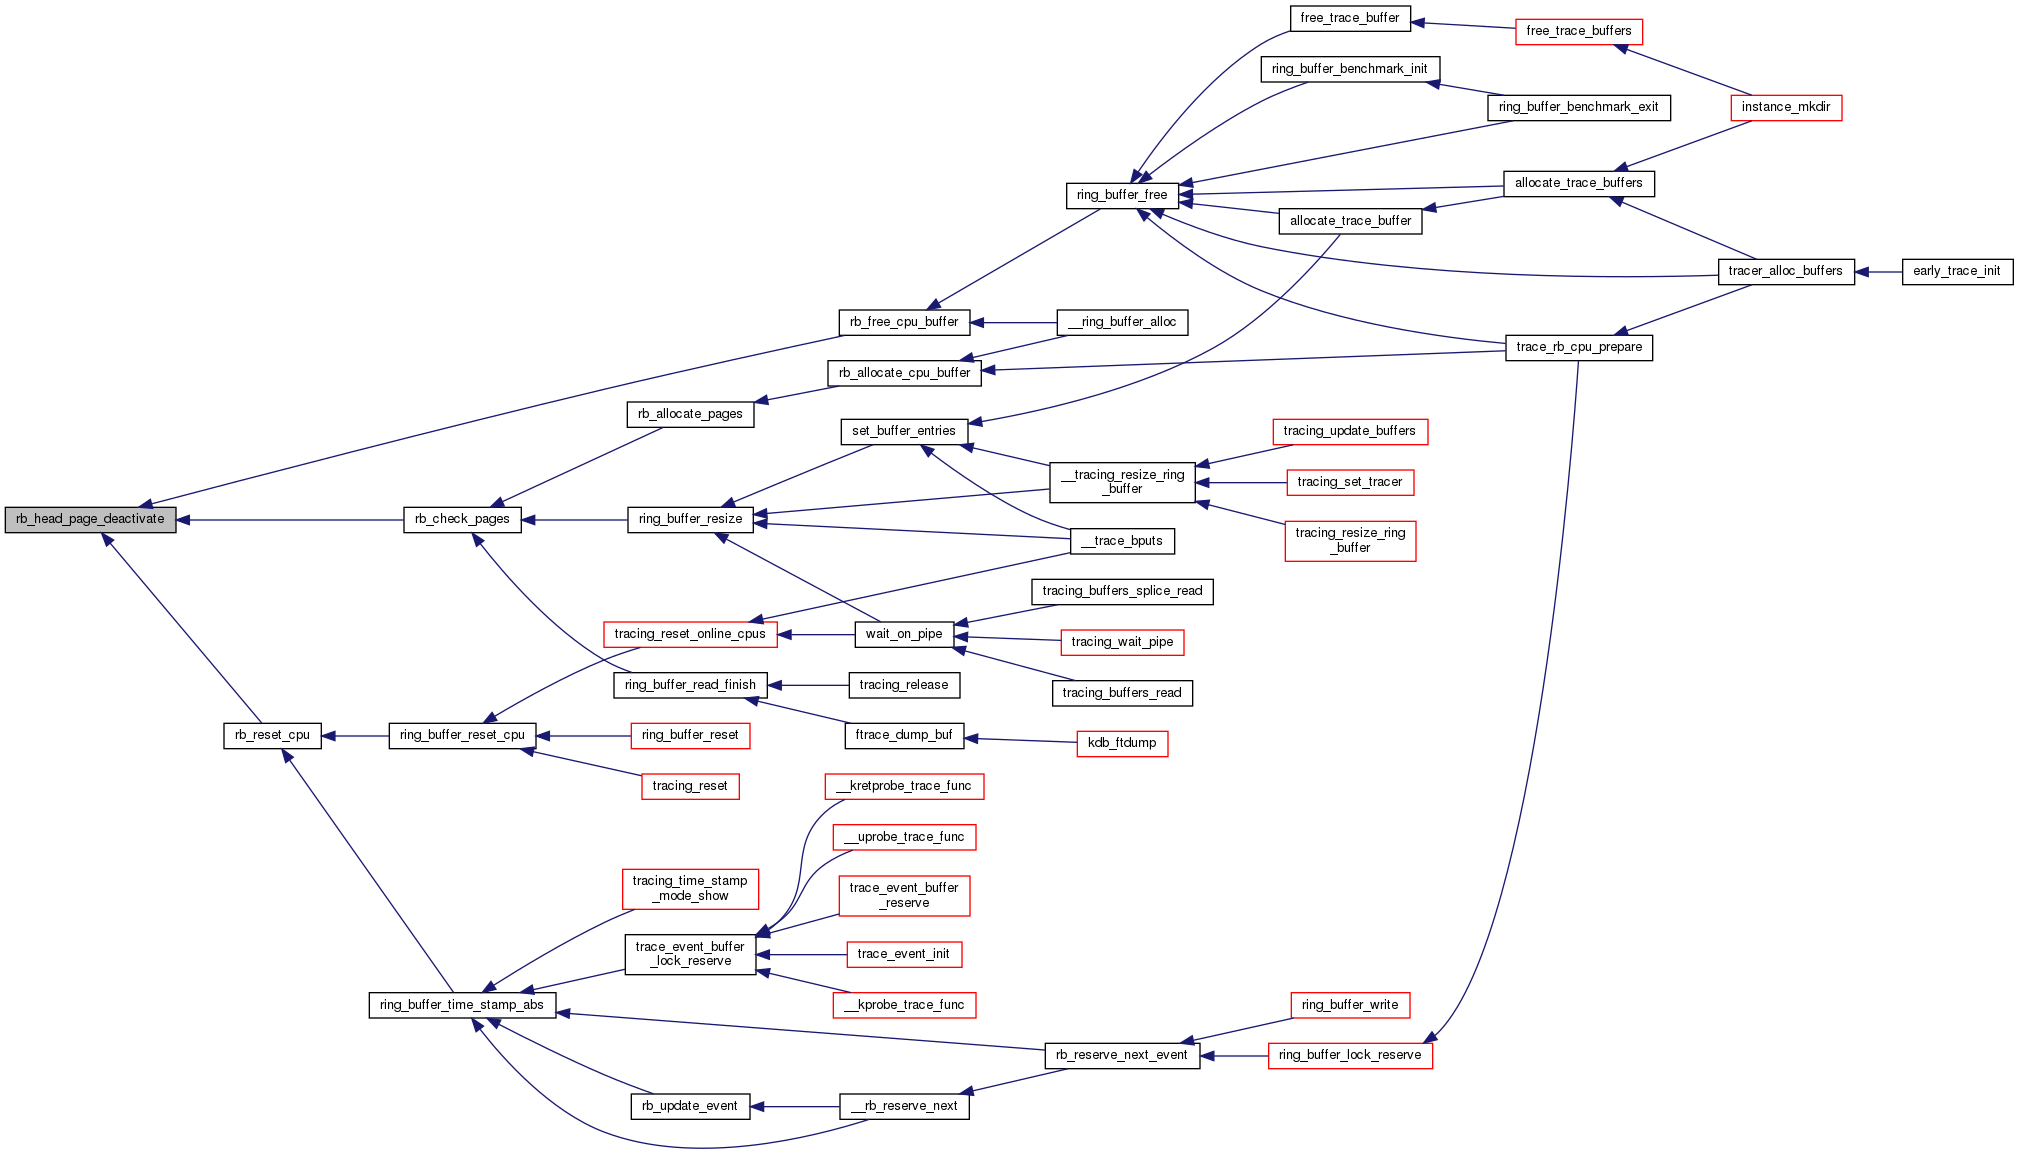 free_trace_buffer
free_trace_buffers
ring_buffer_benchmark_init
ring_buffer_benchmark_exit
instance_mkdir
allocate_trace_buffers
ring_buffer_free
allocate_trace_buffer
tracer_alloc_buffers
early_trace_init
rb_free_cpu_buffer
__ring_buffer_alloc
trace_rb_cpu_prepare
rb_allocate_cpu_buffer
rb_allocate_pages
set_buffer_entries
tracing_update_buffers
__tracing_resize_ring
_buffer
tracing_set_tracer
rb_head_page_deactivate
rb_check_pages
ring_buffer_resize
tracing_resize_ring
_buffer
__trace_bputs
tracing_buffers_splice_read
tracing_reset_online_cpus
wait_on_pipe
tracing_wait_pipe
ring_buffer_read_finish
tracing_release
tracing_buffers_read
rb_reset_cpu
ring_buffer_reset_cpu
ring_buffer_reset
ftrace_dump_buf
kdb_ftdump
tracing_reset
__kretprobe_trace_func
__uprobe_trace_func
tracing_time_stamp
_mode_show
trace_event_buffer
_reserve
trace_event_buffer
_lock_reserve
trace_event_init
ring_buffer_time_stamp_abs
__kprobe_trace_func
ring_buffer_write
rb_reserve_next_event
ring_buffer_lock_reserve
rb_update_event
__rb_reserve_next